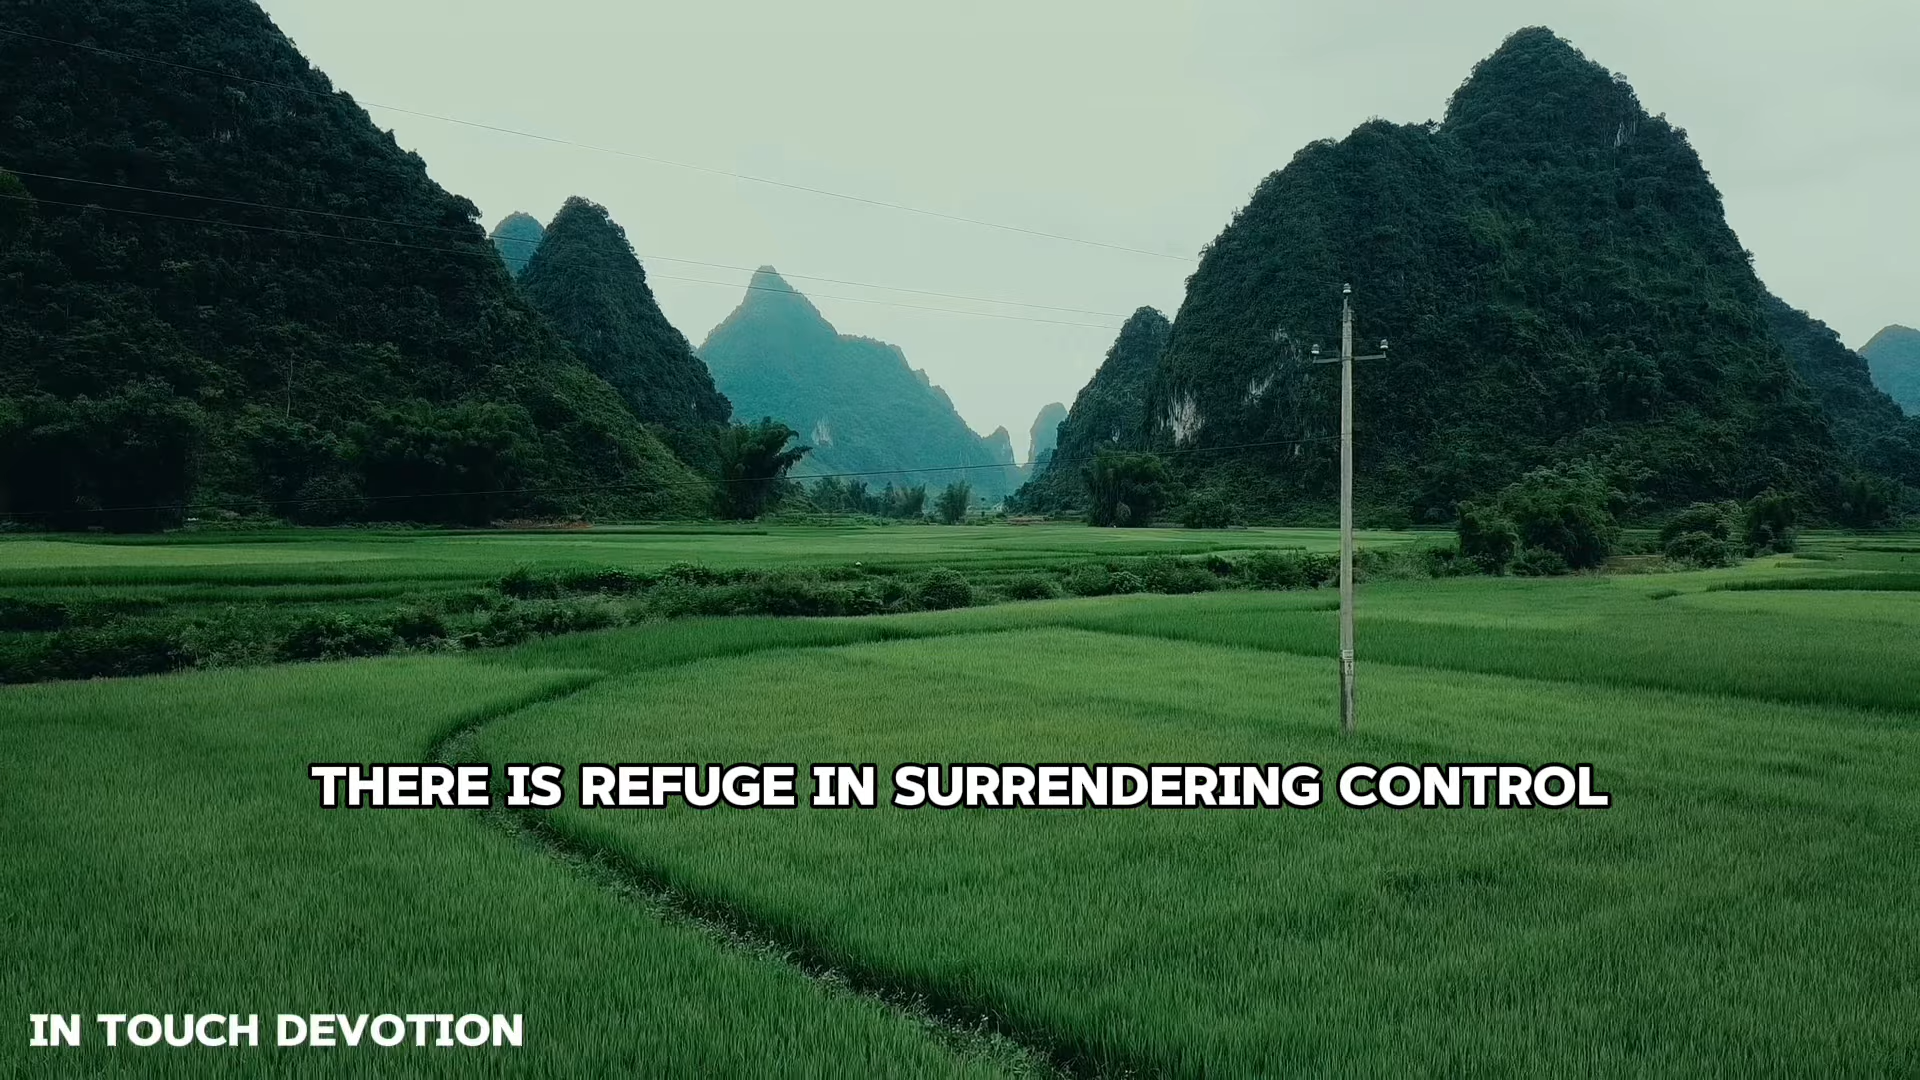 THERE IS REFUGE IN SURRENDERING CONTROL
IN TOUCH DEVOTION